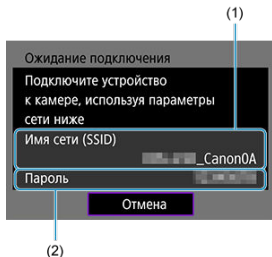 (1)
Ожидание подключения
Подключите устройство
к камере, используя параметры
сети ниже
Имя сети (SSID)
_Canon0A
Пароль
Отмена
(2)